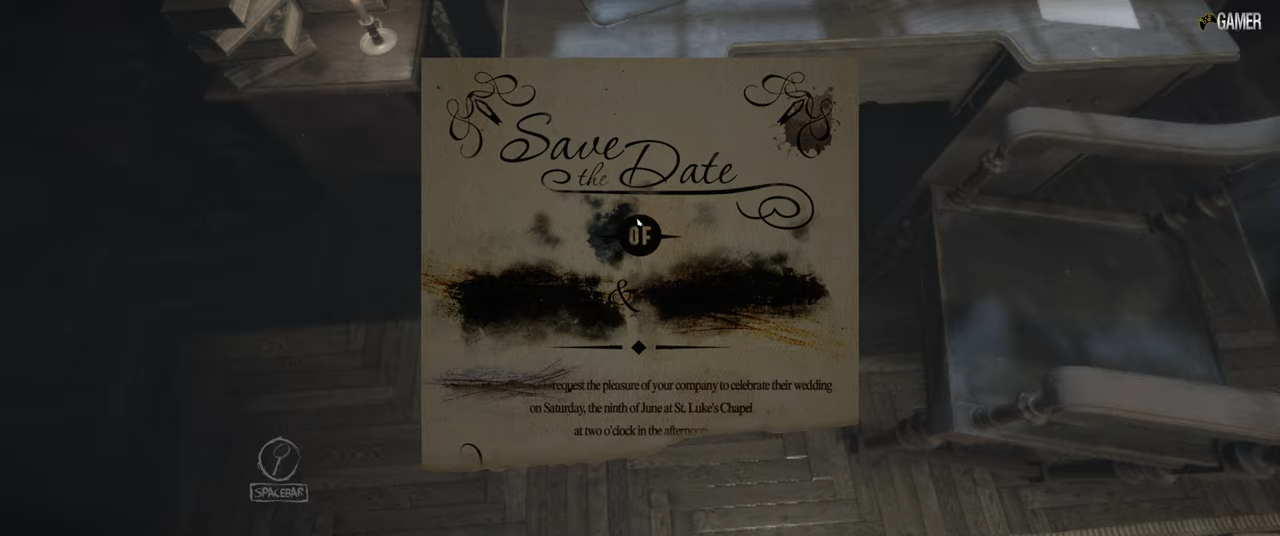 GAMER
Save
the Date
OF
&
request the pleasure of your company to celebrate their wedding
on Saturday, the ninth of June at St. Luke's Chapel
at two o'clock in the afternoon
SPACEBAR